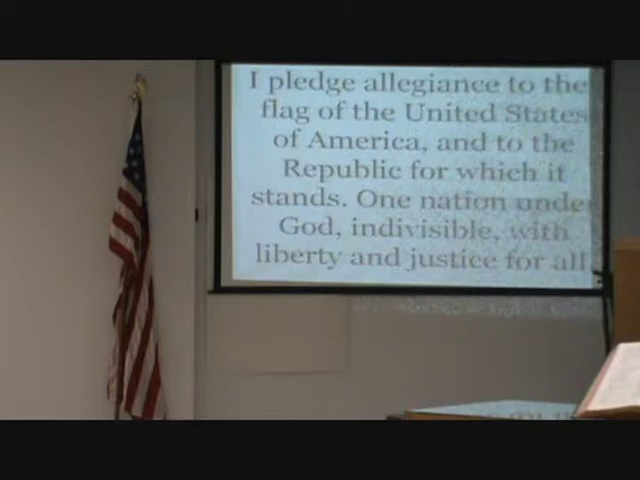 I pledge allegiance to the
flag of the United States
of America, and to the
Republic for which it
stands. One nation under
God, indivisible, with
liberty and justice for all